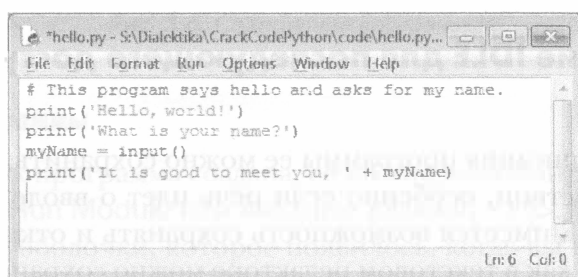 *hello.py - S:\Dialektika\CrackCodePython\code\hello.py...
File Edit Format Run Options Window Help
# This program says hello and asks for my name.
print('Hello, world!')
print('What is your name?')
myName = input()
print('It is good to meet you, ' + myName)
Ln: 6 Col: 0